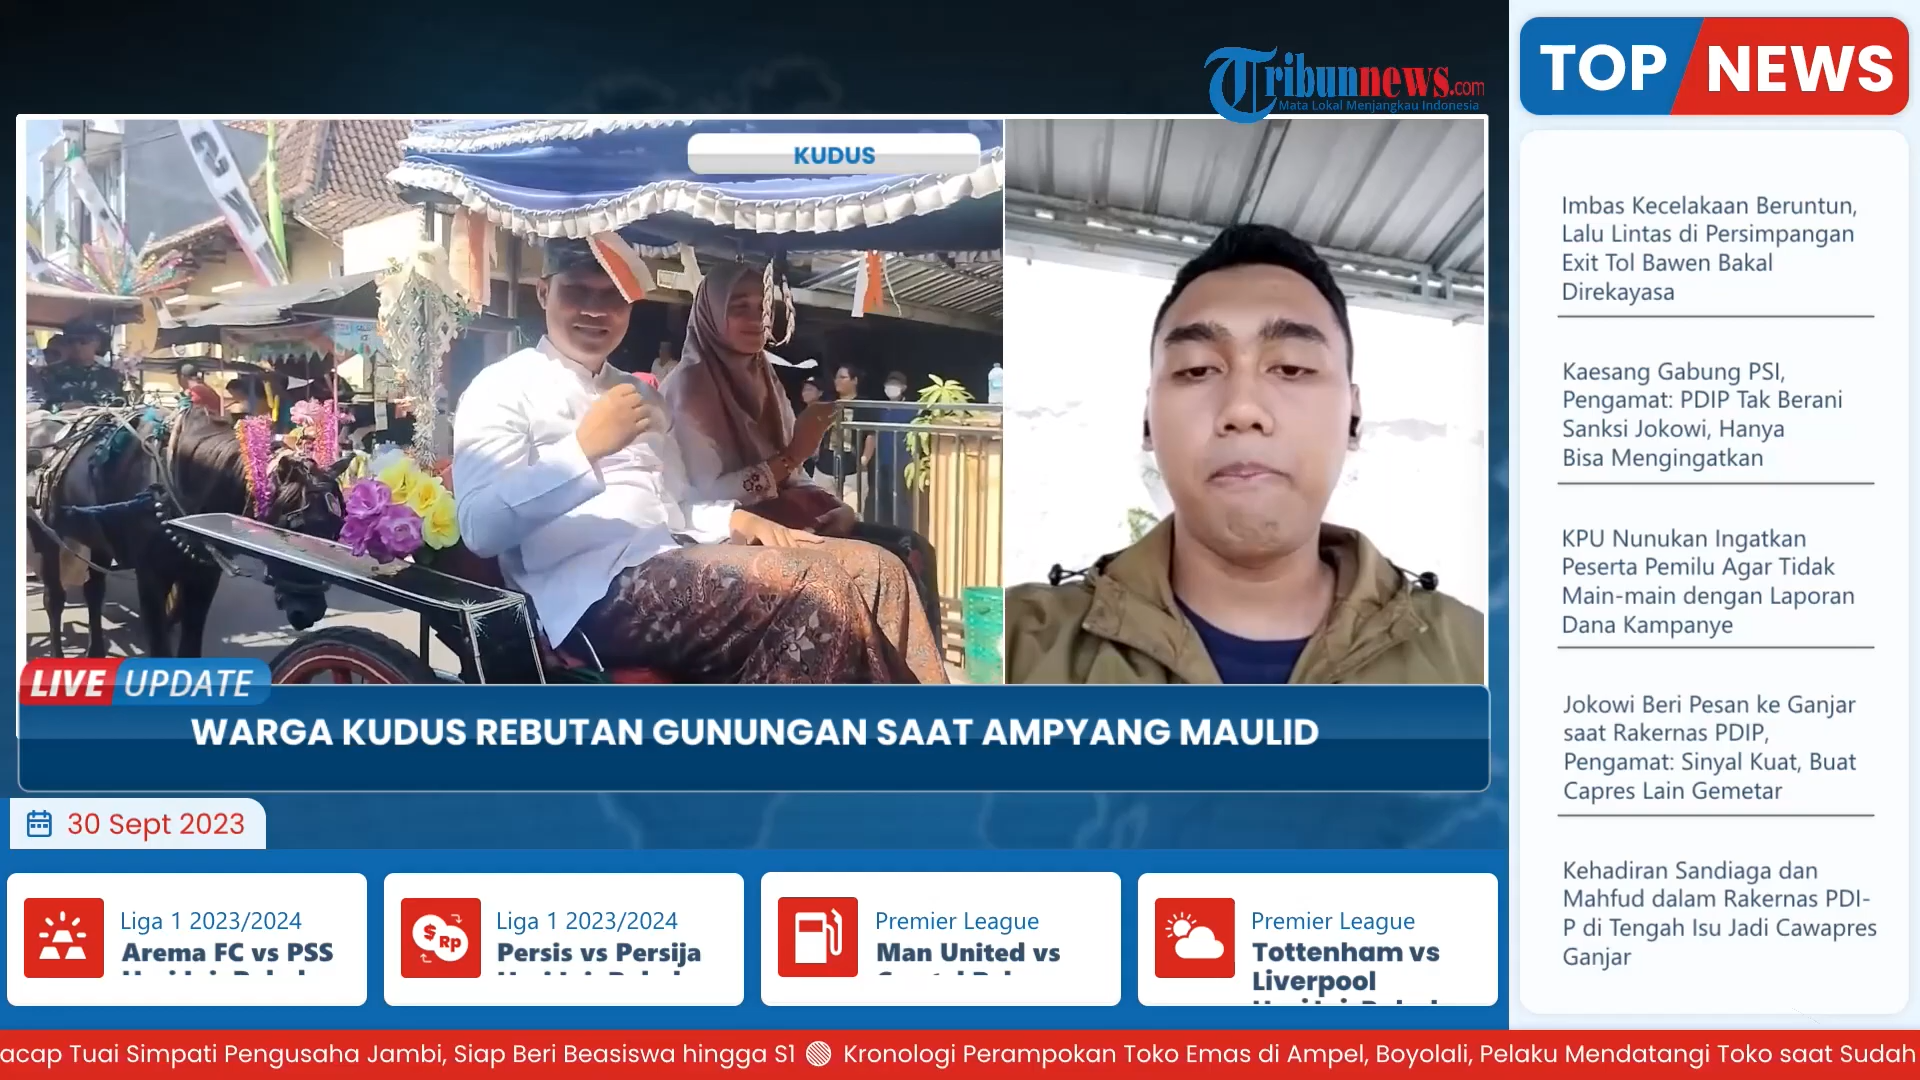 Tribunnews.com
Mata Lokal Menjangkau Indonesia
KUDUS
LIVE UPDATE
WARGA KUDUS REBUTAN GUNUNGAN SAAT AMPYANG MAULID
30 Sept 2023
Liga 1 2023/2024
Arema FC vs PSS
Liga 1 2023/2024
Persis vs Persija
Premier League
Man United vs
Premier League
Tottenham vs
Liverpool
TOP NEWS
Imbas Kecelakaan Beruntun,
Lalu Lintas di Persimpangan
Exit Tol Bawen Bakal
Direkayasa
Kaesang Gabung PSI,
Pengamat: PDIP Tak Berani
Sanksi Jokowi, Hanya
Bisa Mengingatkan
KPU Nunukan Ingatkan
Peserta Pemilu Agar Tidak
Main-main dengan Laporan
Dana Kampanye
Jokowi Beri Pesan ke Ganjar
saat Rakernas PDIP,
Pengamat: Sinyal Kuat, Buat
Capres Lain Gemetar
Kehadiran Sandiaga dan
Mahfud dalam Rakernas PDI-
P di Tengah Isu Jadi Cawapres
Ganjar
acap Tuai Simpati Pengusaha Jambi, Siap Beri Beasiswa hingga S1 Kronologi Perampokan Toko Emas di Ampel, Boyolali, Pelaku Mendatangi Toko saat Sudah